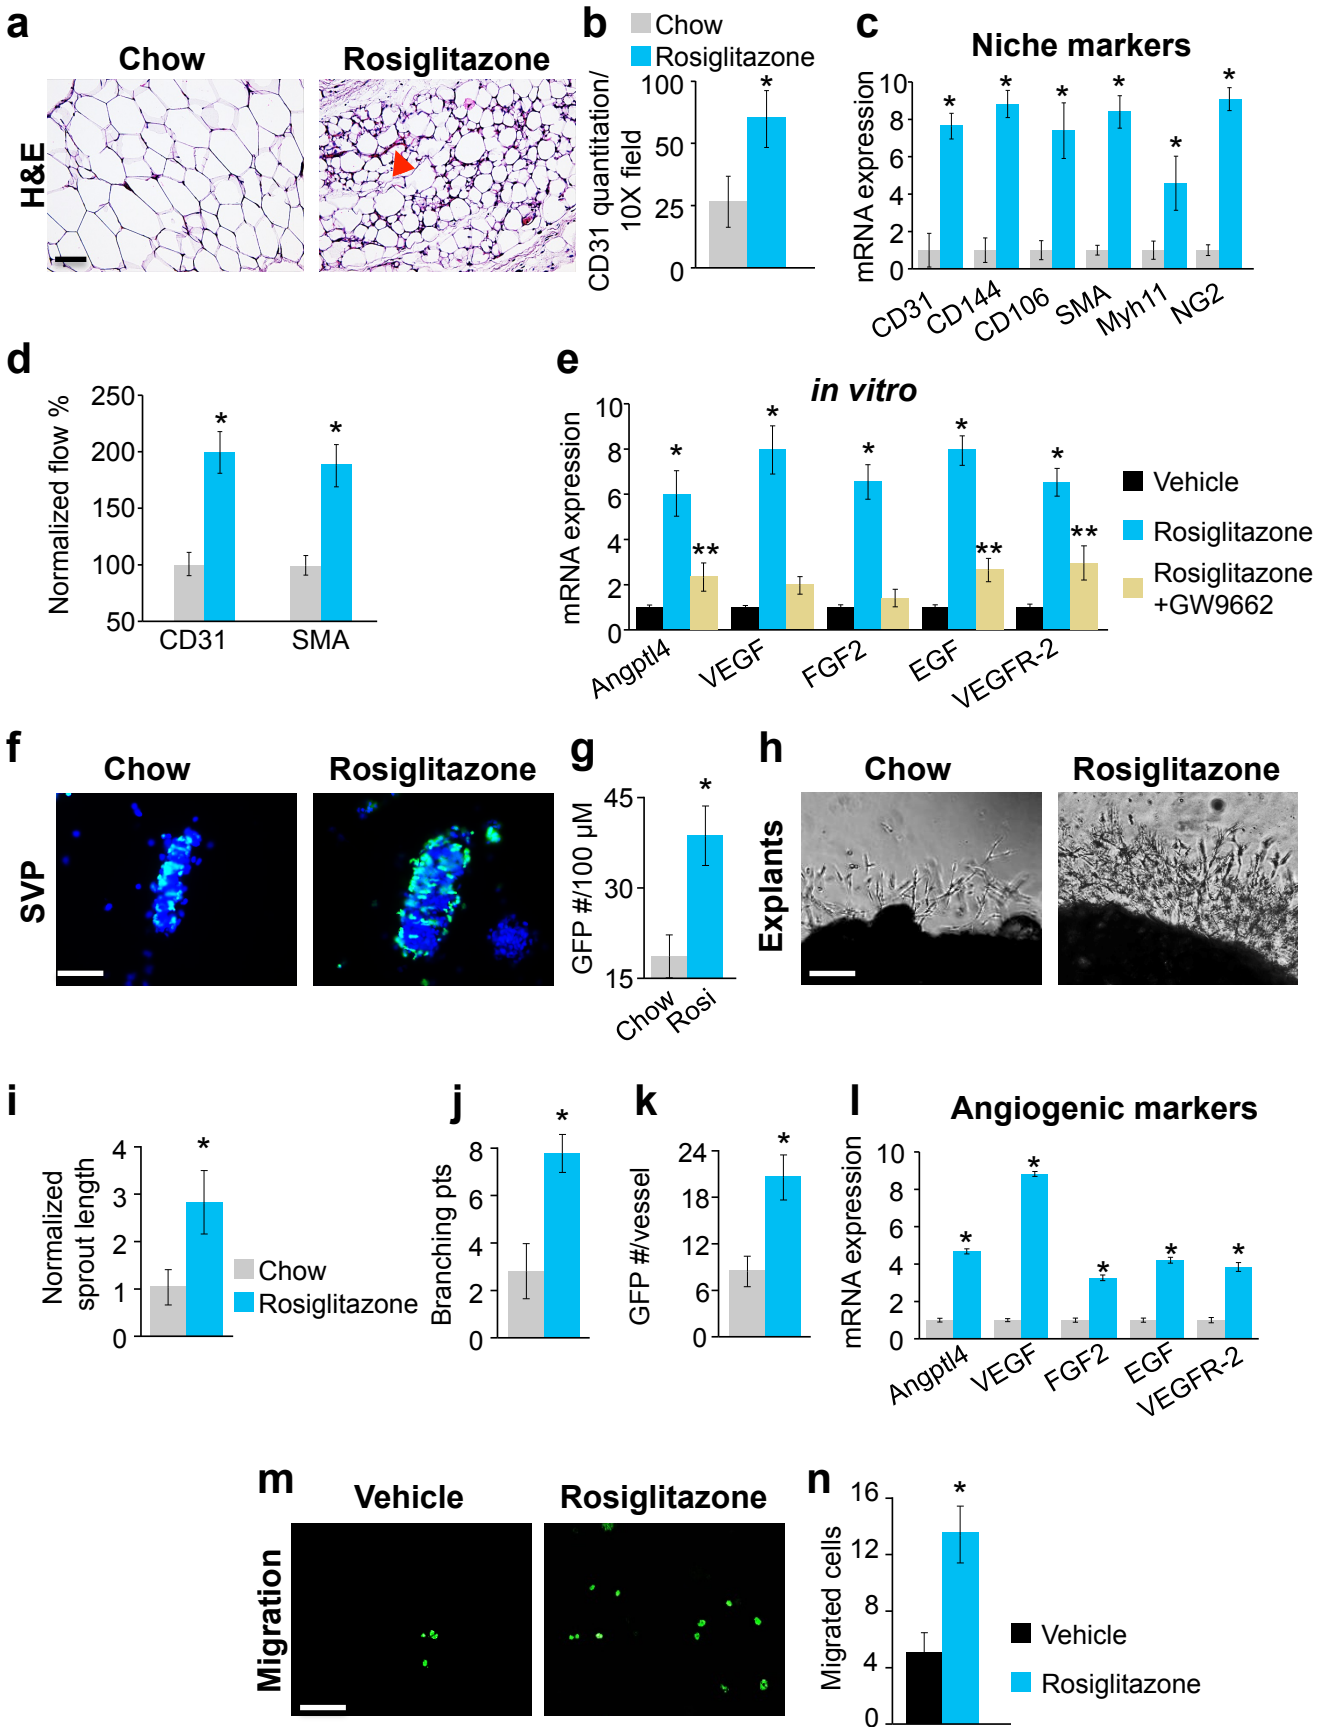 a
Chow
Rosiglitazone
H&E
b
Chow
Rosiglitazone
CD31 quantitation/
10X field
100
75
50
25
0
*
c
Niche markers
mRNA expression
10
8
6
4
2
0
* * * * * *
CD31
CD144
CD106
SMA
Myh11
NG2
d
Normalized flow %
250
200
150
100
50
* *
CD31
SMA
e
in vitro
mRNA expression
10
8
6
4
2
0
* * * * *
** ** **
Angptl4
VEGF
FGF2
EGF
VEGFR-2
Vehicle
Rosiglitazone
Rosiglitazone
+GW9662
f
Chow
Rosiglitazone
SVP
g
GFP #/100 µM
45
30
15
*
Chow
Rosi
h
Chow
Rosiglitazone
Explants
i
Normalized
sprout length
4
3
2
1
0
*
Chow
Rosiglitazone
j
Branching pts
8
6
4
2
0
*
k
GFP #/vessel
24
18
12
6
0
*
l
Angiogenic markers
mRNA expression
10
8
6
4
2
0
* * * * *
Angptl4
VEGF
FGF2
EGF
VEGFR-2
m
Vehicle
Rosiglitazone
Migration
n
Migrated cells
16
12
8
4
0
*
Vehicle
Rosiglitazone